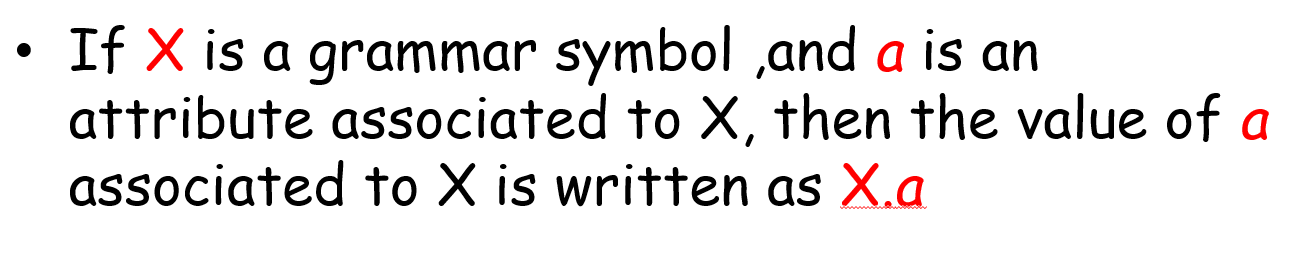 • If X is a grammar symbol ,and a is an
attribute associated to X, then the value of a
associated to X is written as X.a